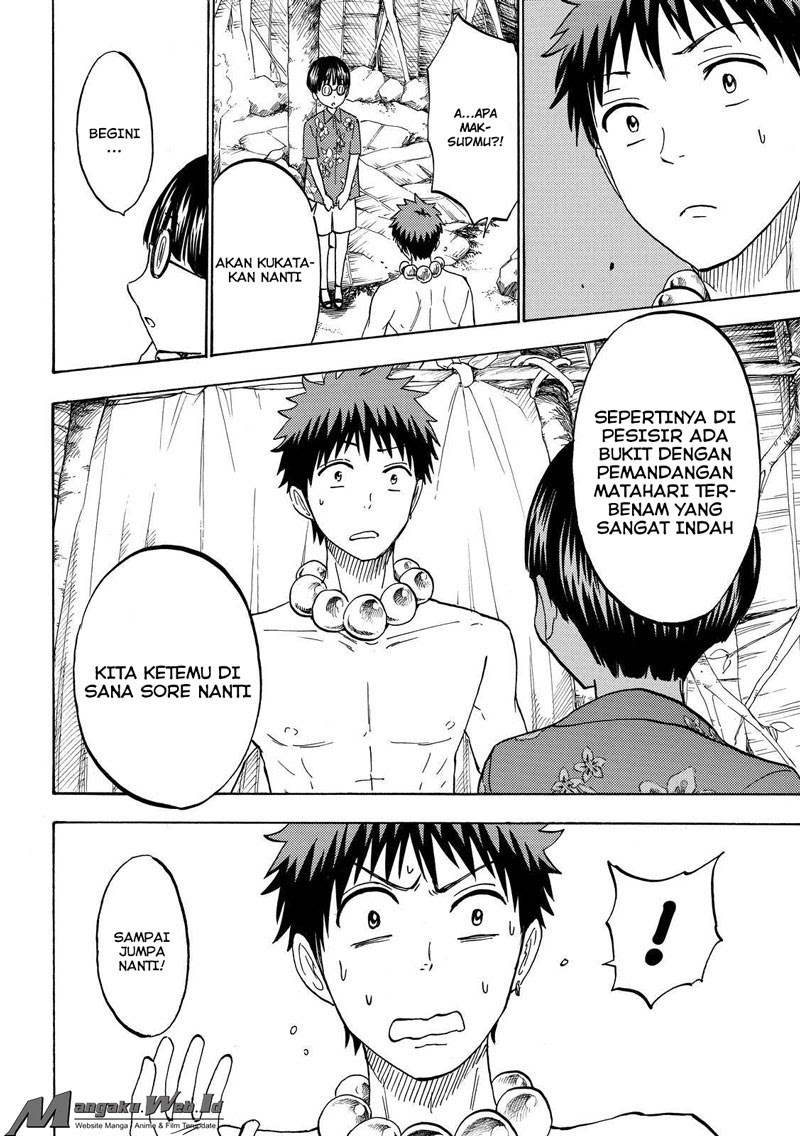 A...APA
MAK-
SUDMU?!
AKAN KUKATA-
KAN NANTI
BEGINI
...
SEPERTINYA DI
PESISIR ADA
BUKIT DENGAN
PEMANDANGAN
MATAHARI TER-
BENAM YANG
SANGAT INDAH
KITA KETEMU DI
SANA SORE NANTI
!
SAMPAI
JUMPA
NANTI!
Mangaku.Web.Id
Website Manga , Anime & Film Terupdate